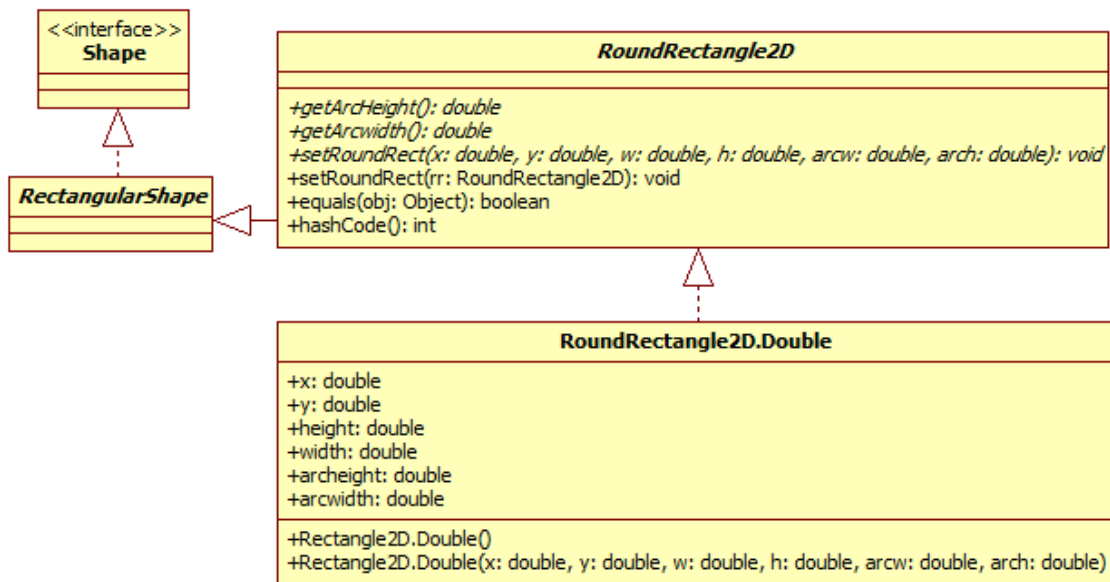 <<interface>>
Shape
RectangularShape
RoundRectangle2D
+getArcHeight(): double
+getArcwidth(): double
+setRoundRect(x: double, y: double, w: double, h: double, arcw: double, arch: double): void
+setRoundRect(rr: RoundRectangle2D): void
+equals(obj: Object): boolean
+hashCode(): int
RoundRectangle2D.Double
+x: double
+y: double
+height: double
+width: double
+archeight: double
+arcwidth: double
+Rectangle2D.Double()
+Rectangle2D.Double(x: double, y: double, w: double, h: double, arcw: double, arch: double)